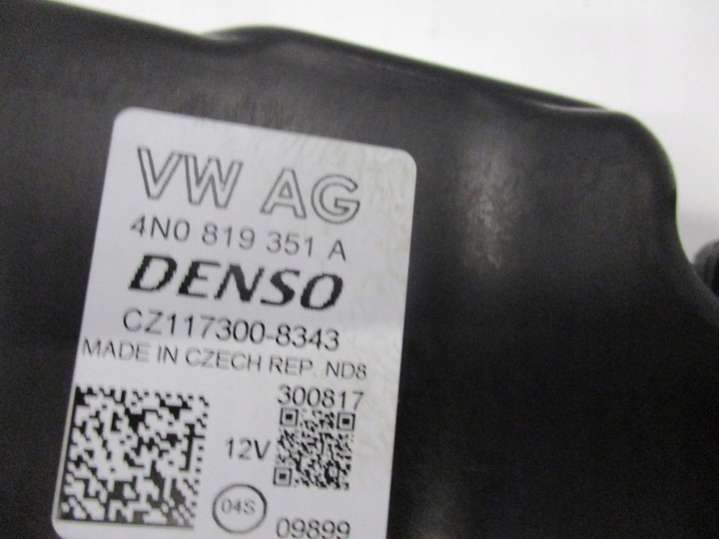 VW AG
4N0 819 351 A
DENSO
CZ117300-8343
MADE IN CZECH REP. ND8
300817
12V
04S
09899